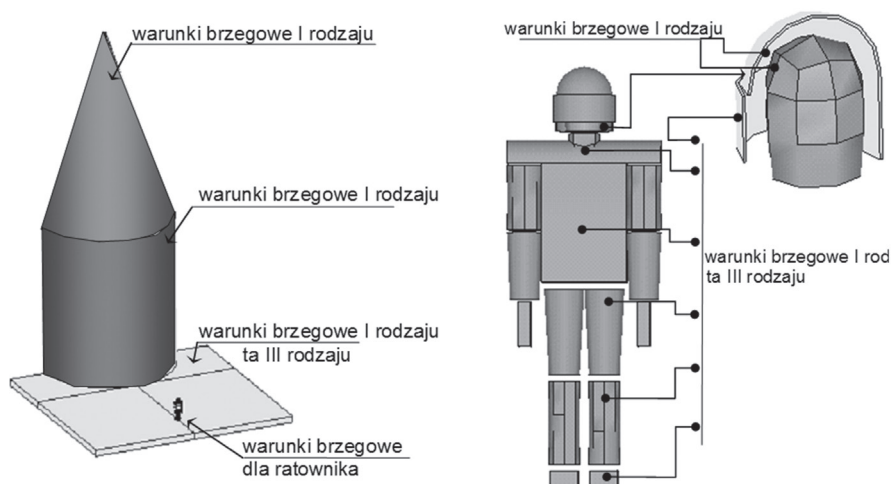 warunki brzegowe I rodzaju
warunki brzegowe I rodzaju
warunki brzegowe I rodzaju
ta III rodzaju
warunki brzegowe
dla ratownika
warunki brzegowe I rodzaju
warunki brzegowe I rod
ta III rodzaju